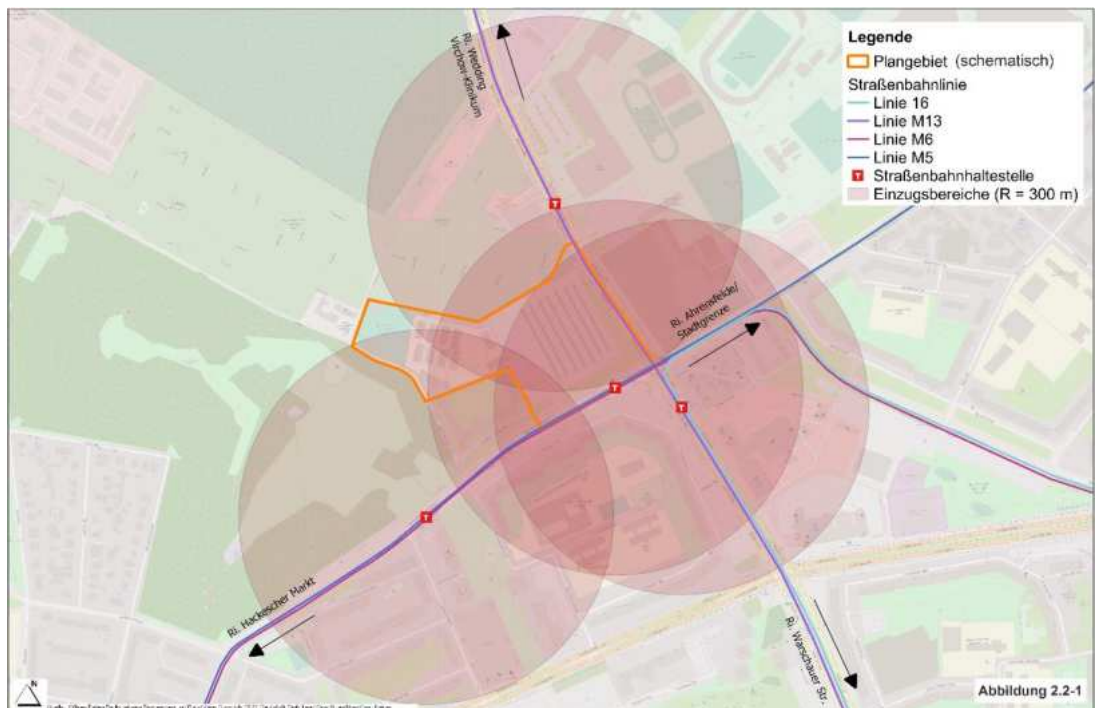 Legende
Plangebiet (schematisch)
Straßenbahnlinie
Linie 16
Linie M13
Linie M6
Linie M5
T Straßenbahnhaltestelle
Einzugsbereiche (R = 300 m)
Ri. Wedding
Virchow-Klinikum
T
Ri. Ahrensfelde/
Stadtgrenze
T
T
T
Ri. Hackescher Markt
Ri. Warschauer Str.
N
Abbildung 2.2-1